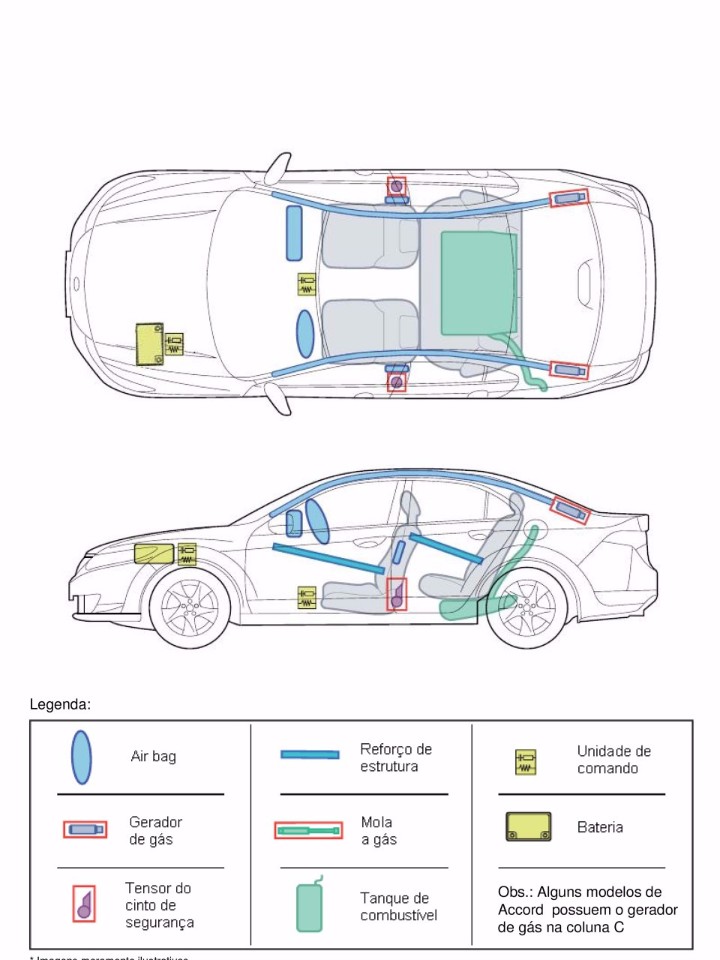 Legenda:
Air bag
Reforço de
estrutura
Unidade de
comando
Gerador
de gás
Mola
a gás
Bateria
Tensor do
cinto de
segurança
Tanque de
combustível
Obs.: Alguns modelos de
Accord possuem o gerador
de gás na coluna C
* Imagens meramente ilustrativas